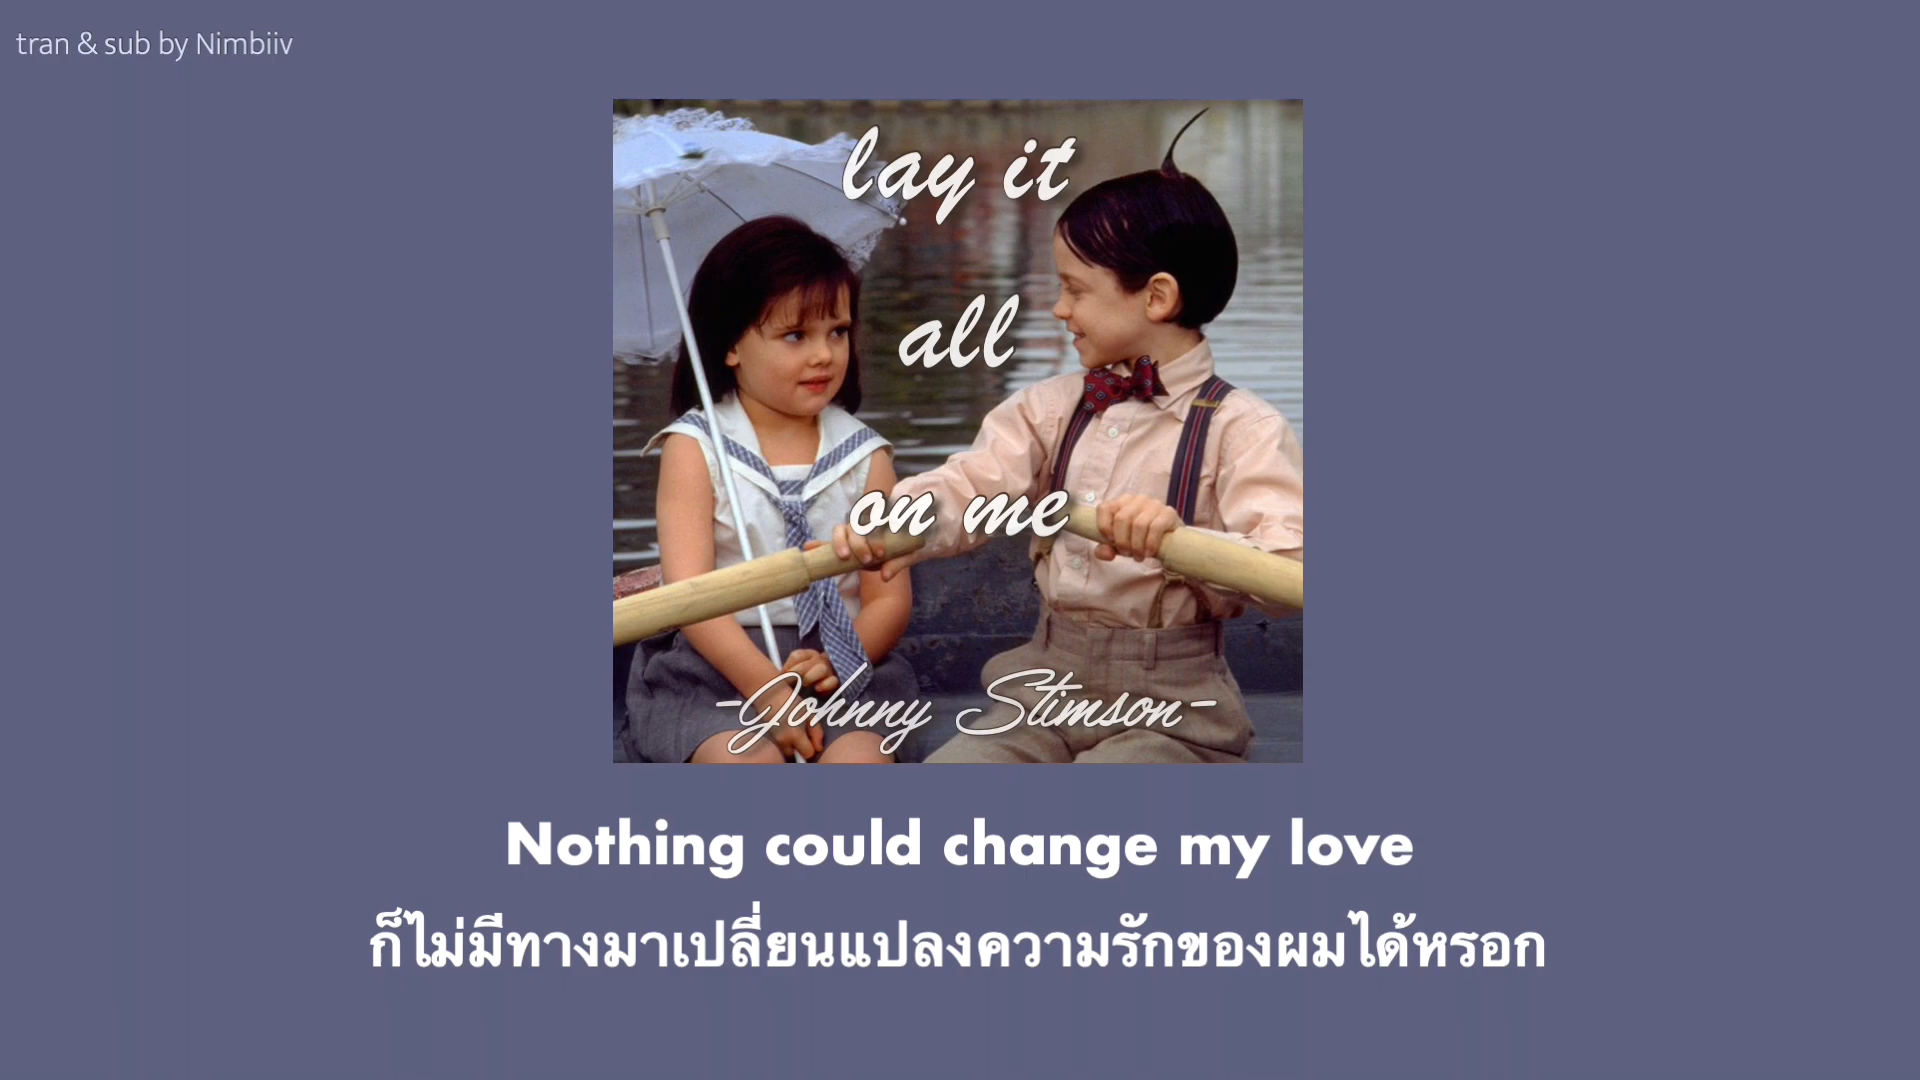 tran & sub by Nimbiiv
lay it
all
on me
-Johnny Stimson-
Nothing could change my love
ก็ไม่มีทางมาเปลี่ยนแปลงความรักของผมได้หรอก